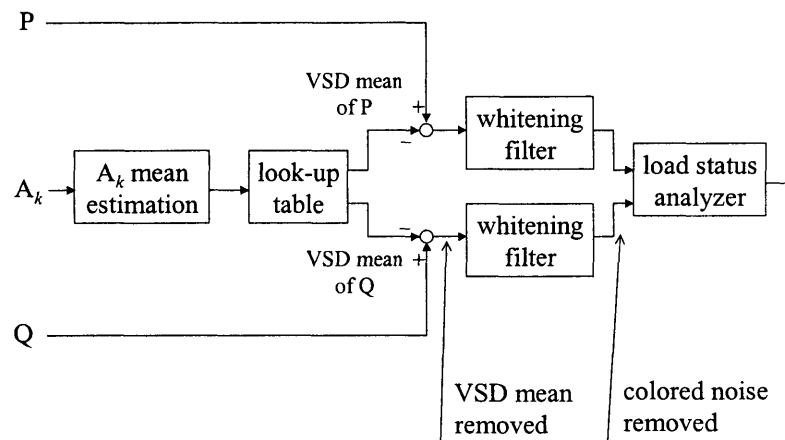 P
VSD mean
of P
+
−
whitening
filter
A_k
A_k mean
estimation
look-up
table
load status
analyzer
−
+
VSD mean
of Q
whitening
filter
Q
VSD mean
removed
colored noise
removed